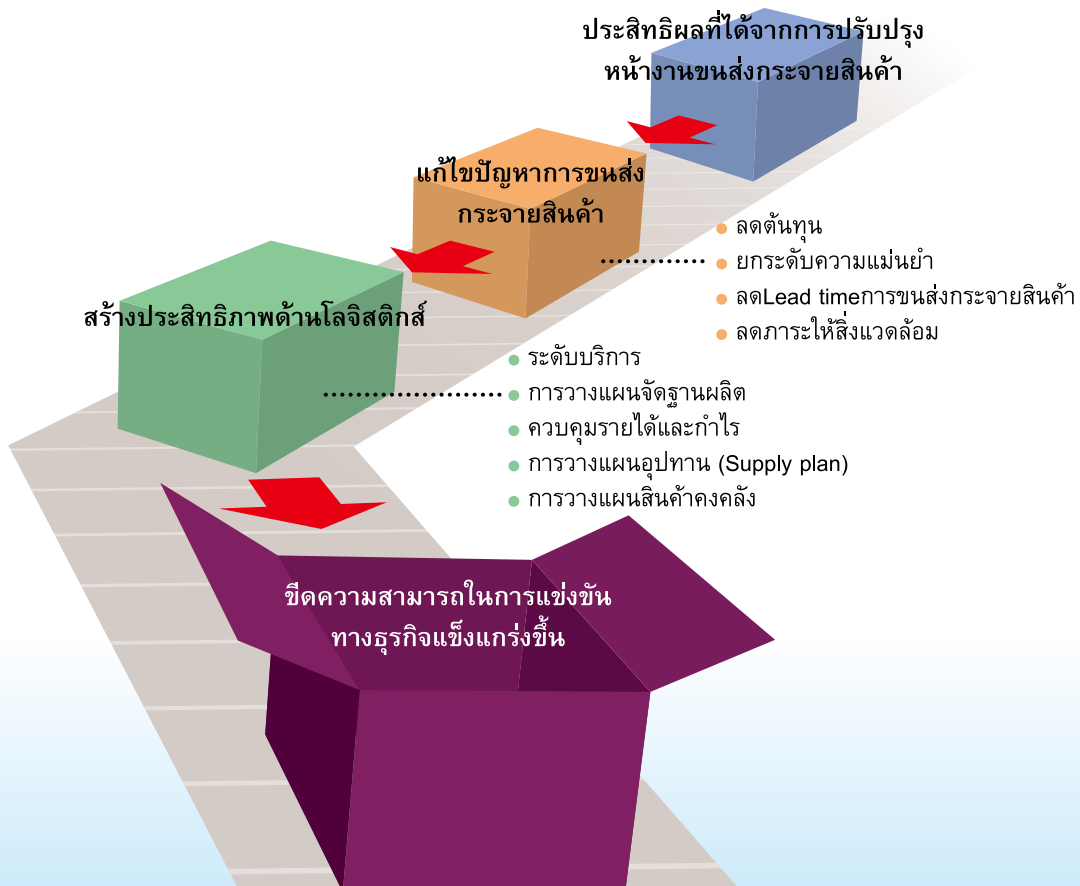 ประสิทธิผลที่ได้จากการปรับปรุง
หน้างานขนส่งกระจายสินค้า
แก้ไขปัญหาการขนส่ง
กระจายสินค้า
ลดต้นทุน
ยกระดับความแม่นยำ
ลดLead timeการขนส่งกระจายสินค้า
ลดภาระให้สิ่งแวดล้อม
สร้างประสิทธิภาพด้านโลจิสติกส์
ระดับบริการ
การวางแผนจัดฐานผลิต
ควบคุมรายได้และกำไร
การวางแผนอุปทาน (Supply plan)
การวางแผนสินค้าคงคลัง
ขีดความสามารถในการแข่งขัน
ทางธุรกิจแข็งแกร่งขึ้น